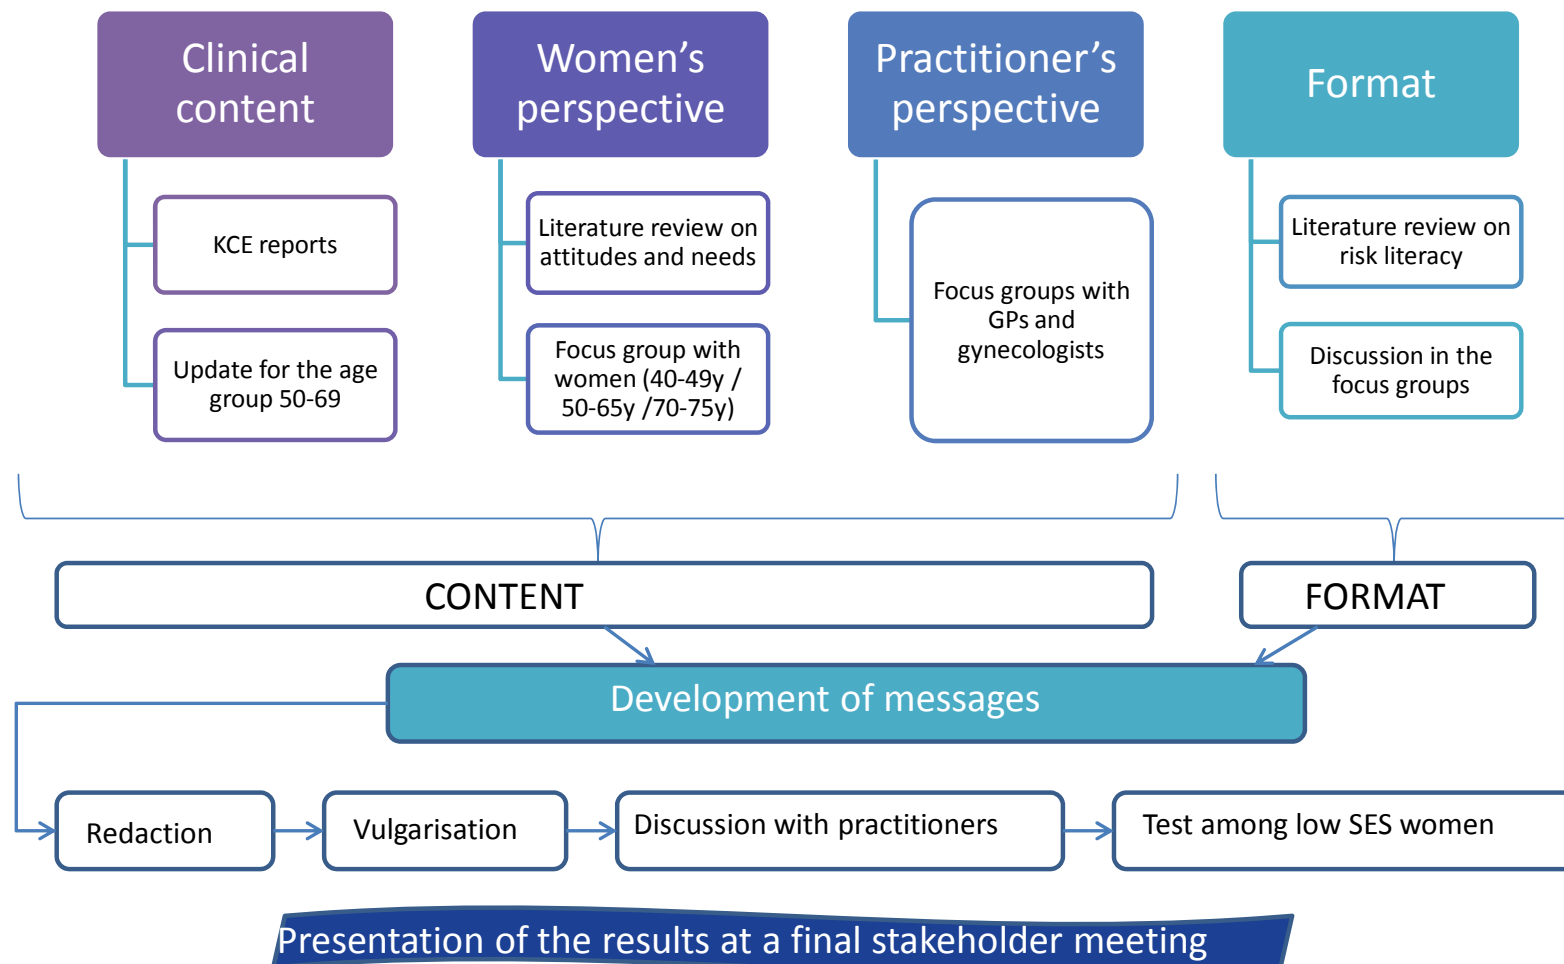 Clinical
content
Women's
perspective
Practitioner's
perspective
Format
KCE reports
Update for the age
group 50-69
Literature review on
attitudes and needs
Focus group with
women (40-49y /
50-65y /70-75y)
Focus groups with
GPs and
gynecologists
Literature review on
risk literacy
Discussion in the
focus groups
CONTENT
FORMAT
Development of messages
Redaction
Vulgarisation
Discussion with practitioners
Test among low SES women
Presentation of the results at a final stakeholder meeting